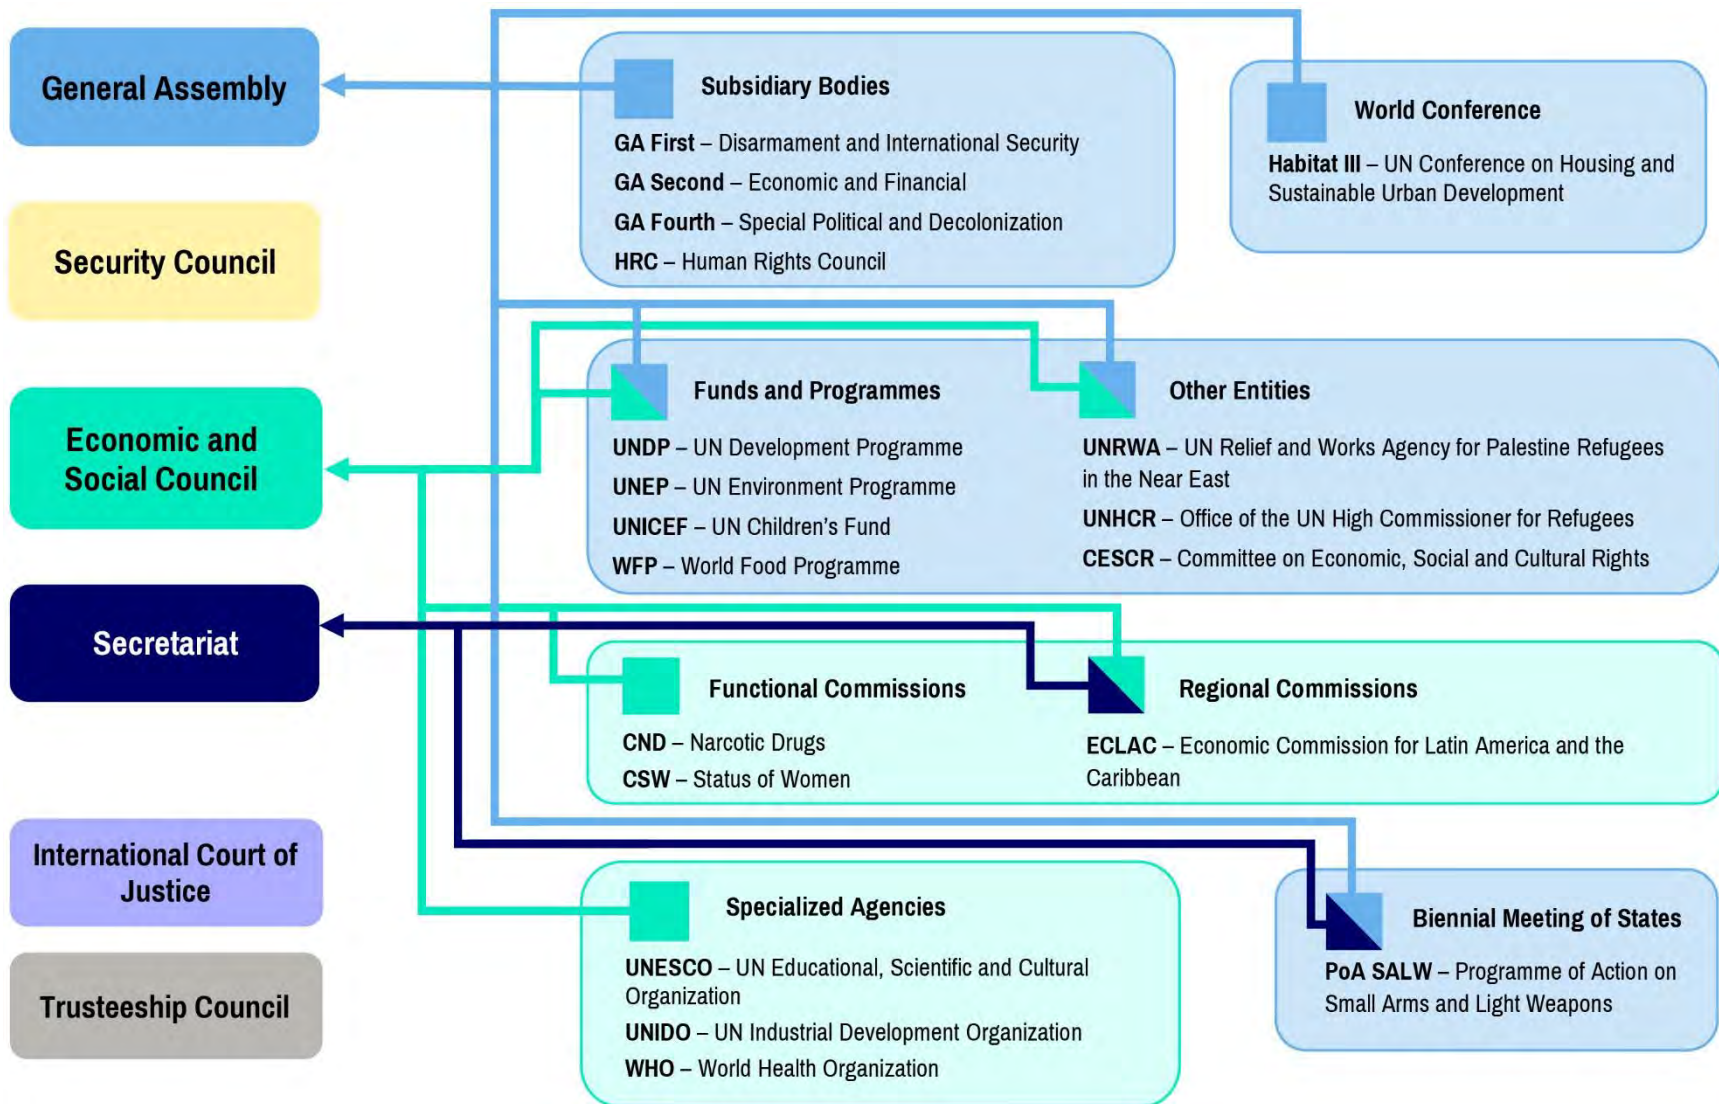 General Assembly
Security Council
Economic and
Social Council
Secretariat
International Court of
Justice
Trusteeship Council
Subsidiary Bodies
GA First – Disarmament and International Security
GA Second – Economic and Financial
GA Fourth – Special Political and Decolonization
HRC – Human Rights Council
World Conference
Habitat III – UN Conference on Housing and
Sustainable Urban Development
Funds and Programmes
UNDP – UN Development Programme
UNEP – UN Environment Programme
UNICEF – UN Children’s Fund
WFP – World Food Programme
Other Entities
UNRWA – UN Relief and Works Agency for Palestine Refugees
in the Near East
UNHCR – Office of the UN High Commissioner for Refugees
CESCR – Committee on Economic, Social and Cultural Rights
Functional Commissions
CND – Narcotic Drugs
CSW – Status of Women
Regional Commissions
ECLAC – Economic Commission for Latin America and the
Caribbean
Specialized Agencies
UNESCO – UN Educational, Scientific and Cultural
Organization
UNIDO – UN Industrial Development Organization
WHO – World Health Organization
Biennial Meeting of States
PoA SALW – Programme of Action on
Small Arms and Light Weapons